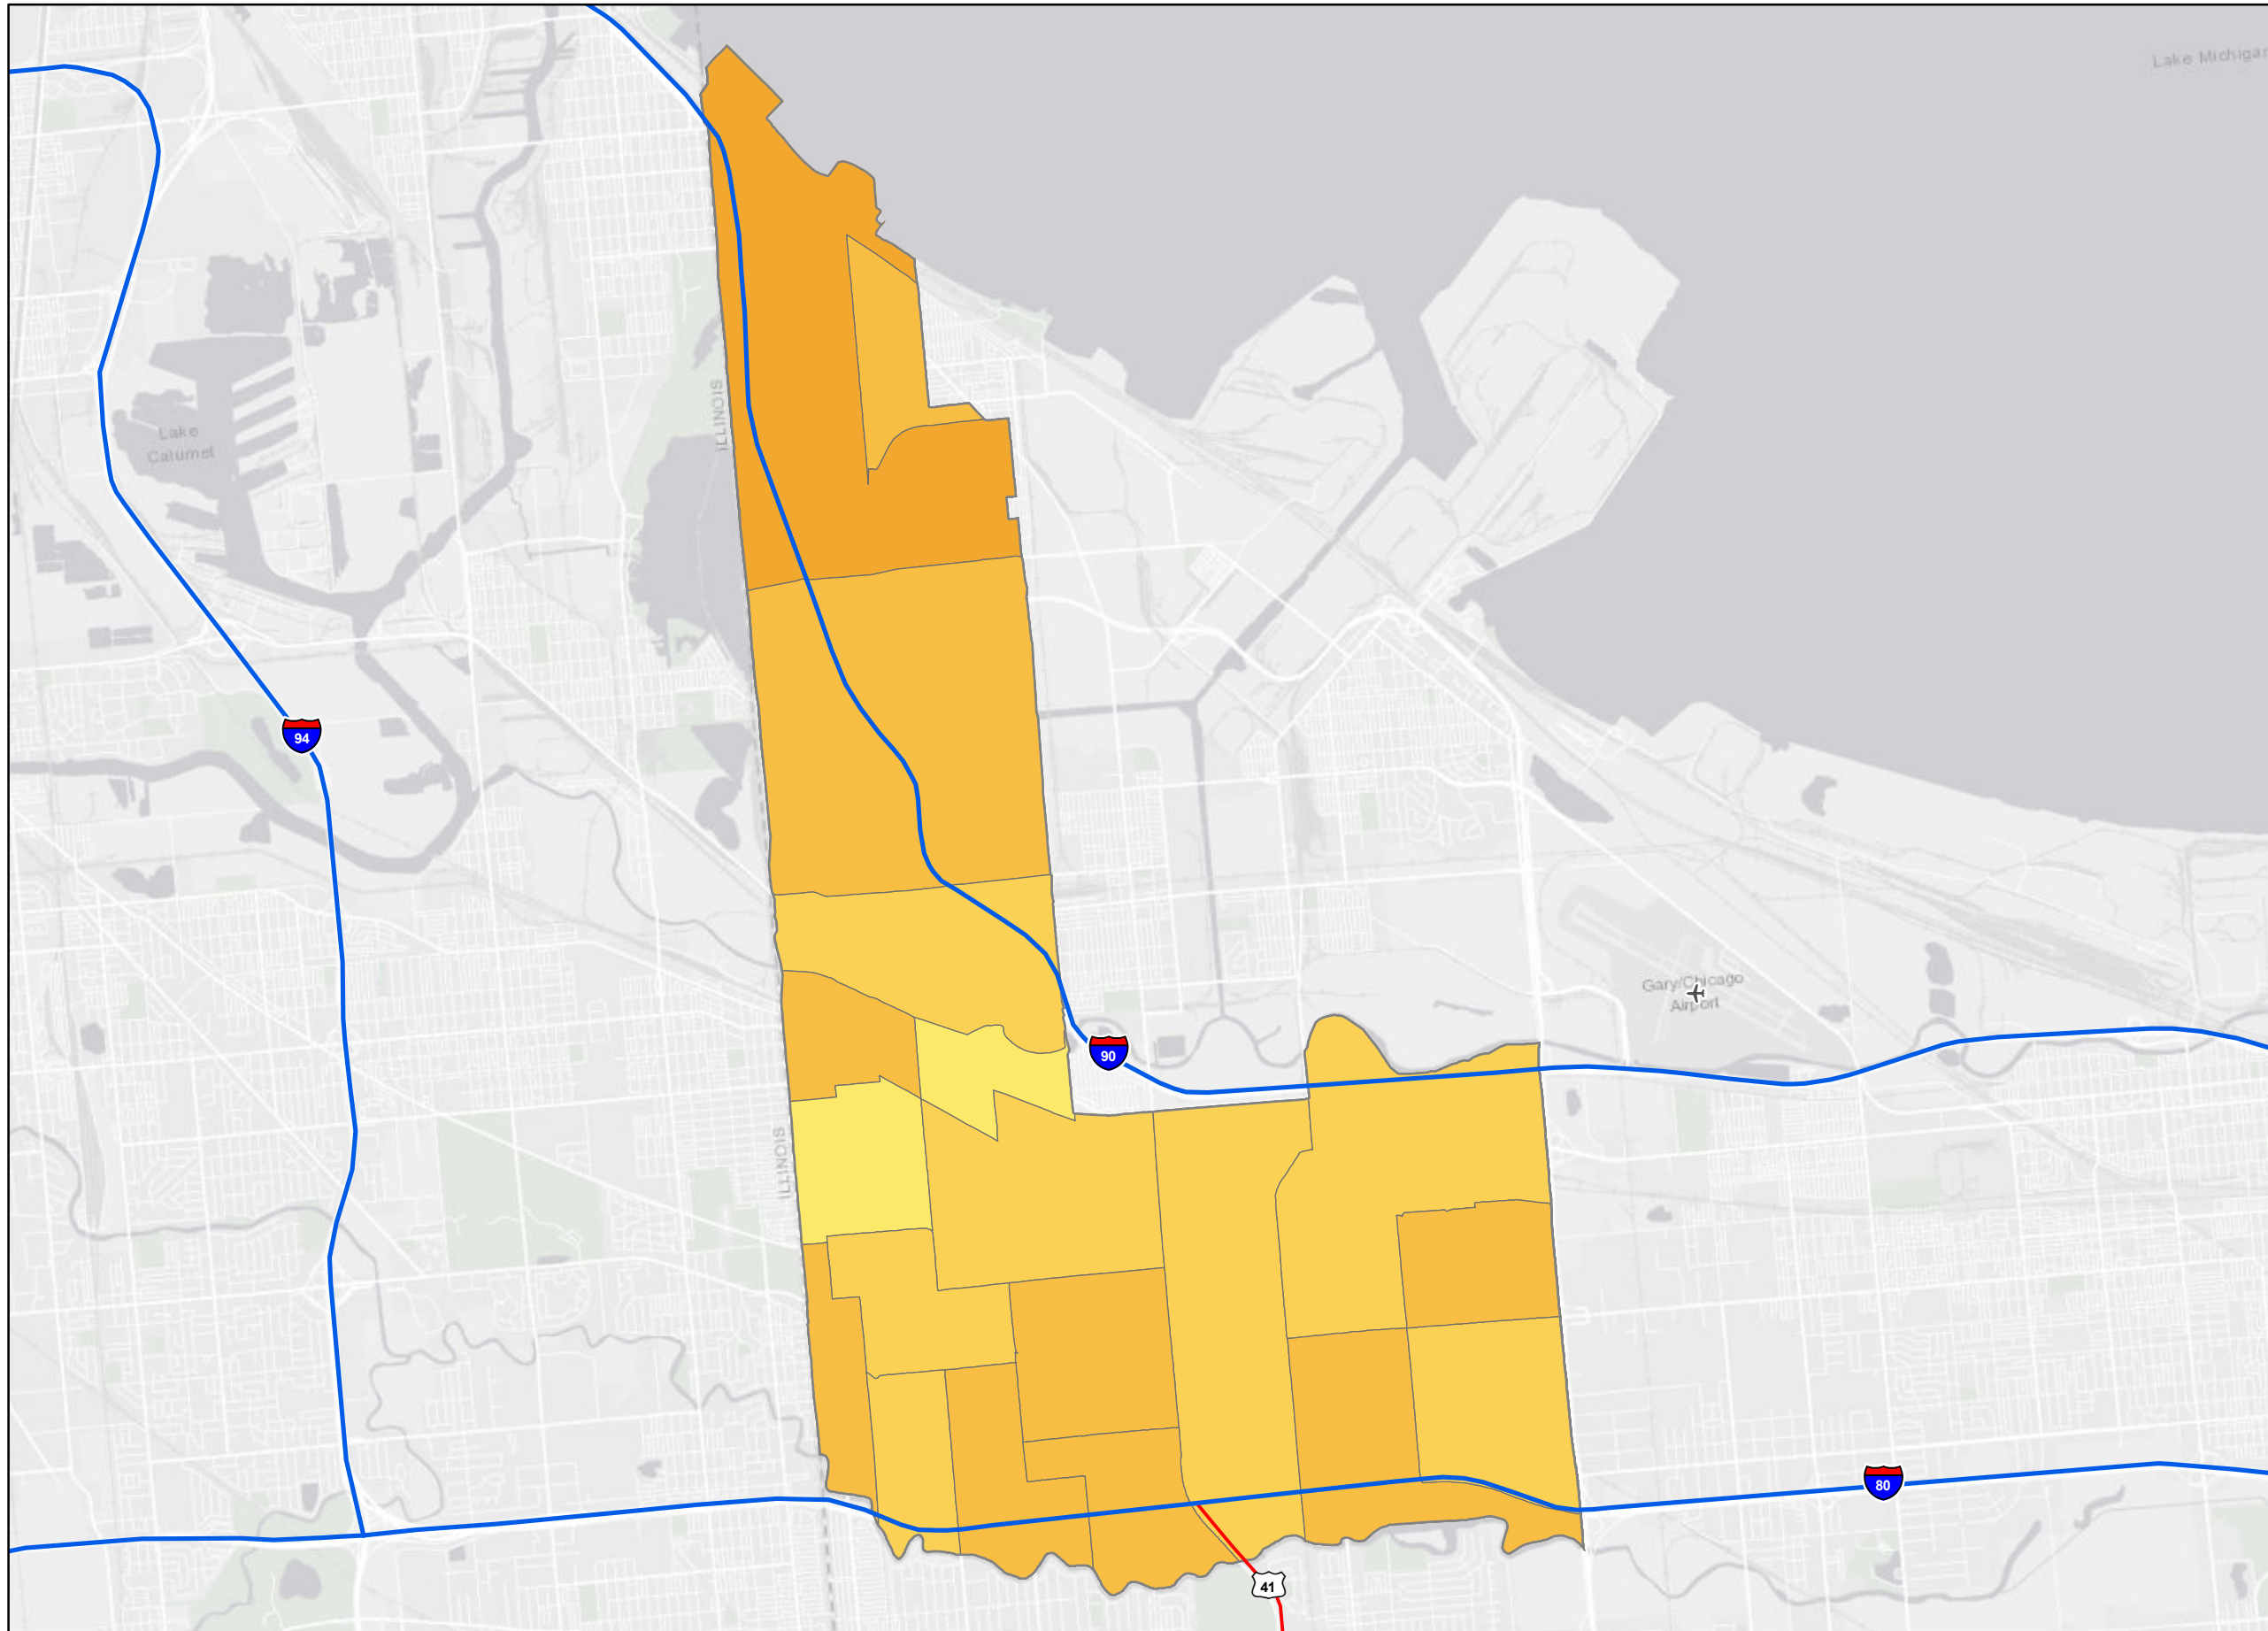 Lake Michigan
ILLINOIS
Lake
Calumet
94
Gary/Chicago
Airport
90
ILLINOIS
80
41